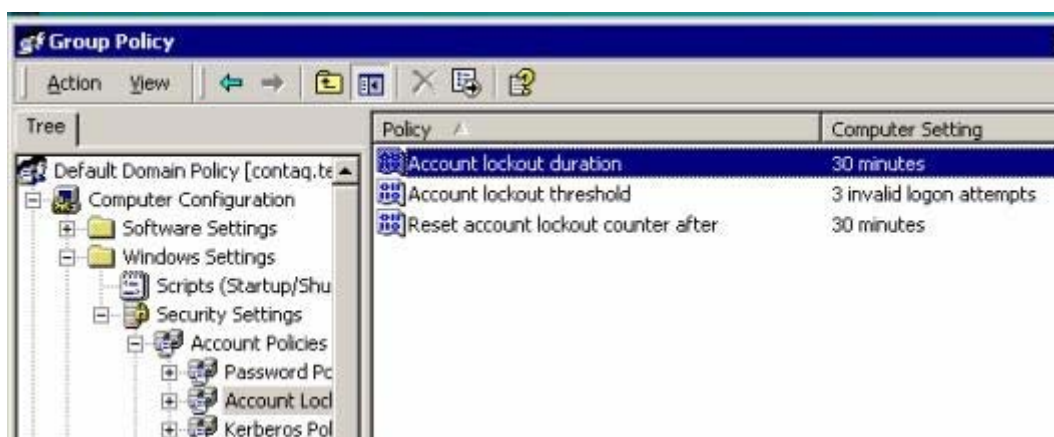 Group Policy
Action View
Tree
Policy Computer Setting
Default Domain Policy [contaq.te
Computer Configuration
Software Settings
Windows Settings
Scripts (Startup/Shu
Security Settings
Account Policies
Password Pc
Account Locl
Kerberos Pol
Account lockout duration 30 minutes
Account lockout threshold 3 invalid logon attempts
Reset account lockout counter after 30 minutes